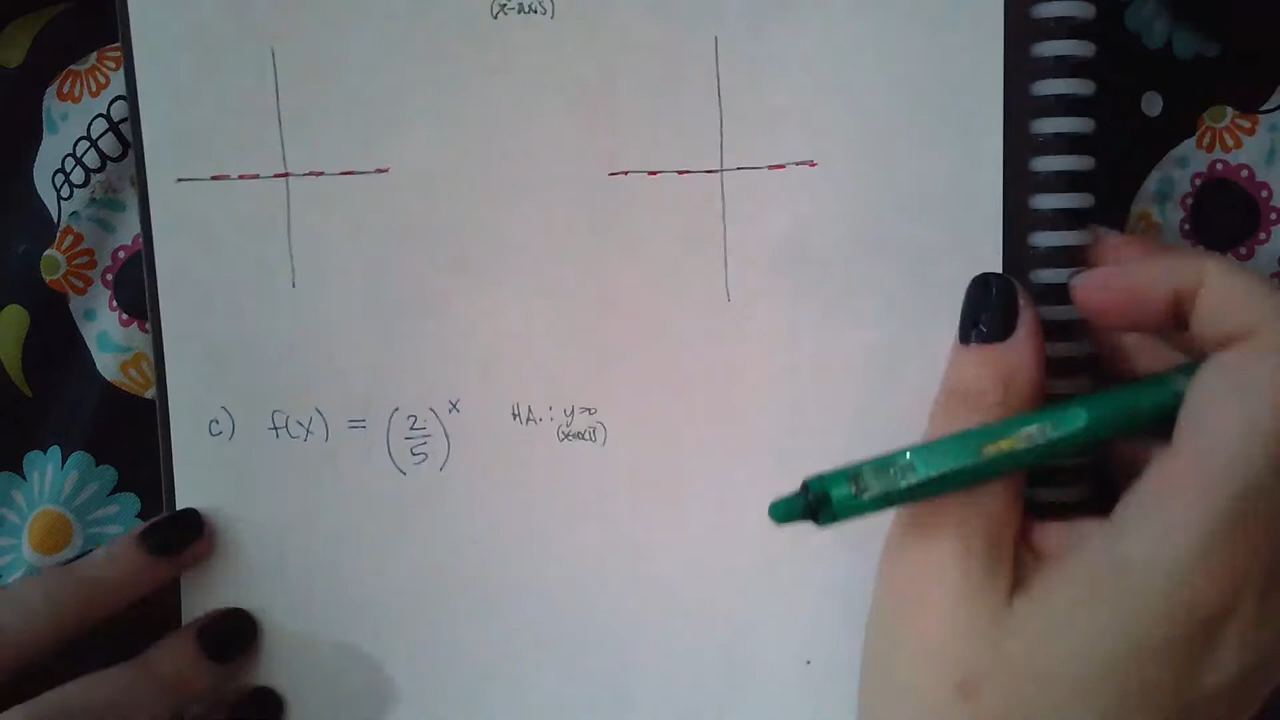 (x-axis)
c) f(x) = (2/5)^x H.A.: y=0
(x-axis)